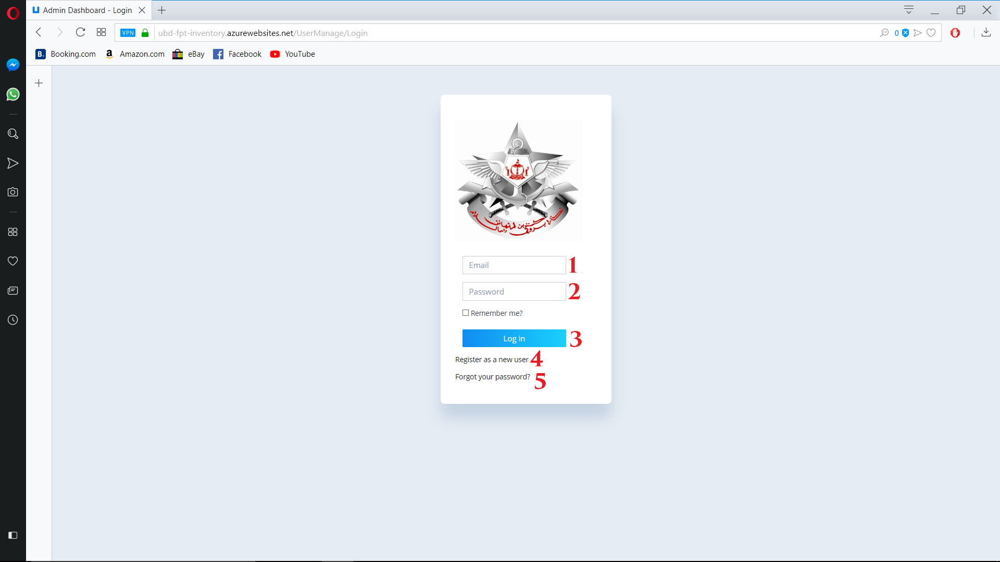 Admin Dashboard - Login
VPN ubd-fpt-inventory.azurewebsites.net/UserManage/Login 0
B. Booking.com a Amazon.com eBay f Facebook YouTube
Email 1
Password 2
Remember me?
Log in 3
Register as a new user 4
Forgot your password? 5